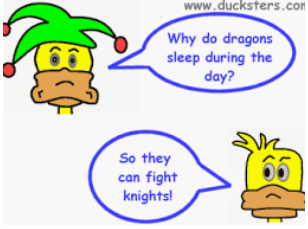 www.ducksters.com
Why do dragons
sleep during the
day?
So they
can fight
knights!